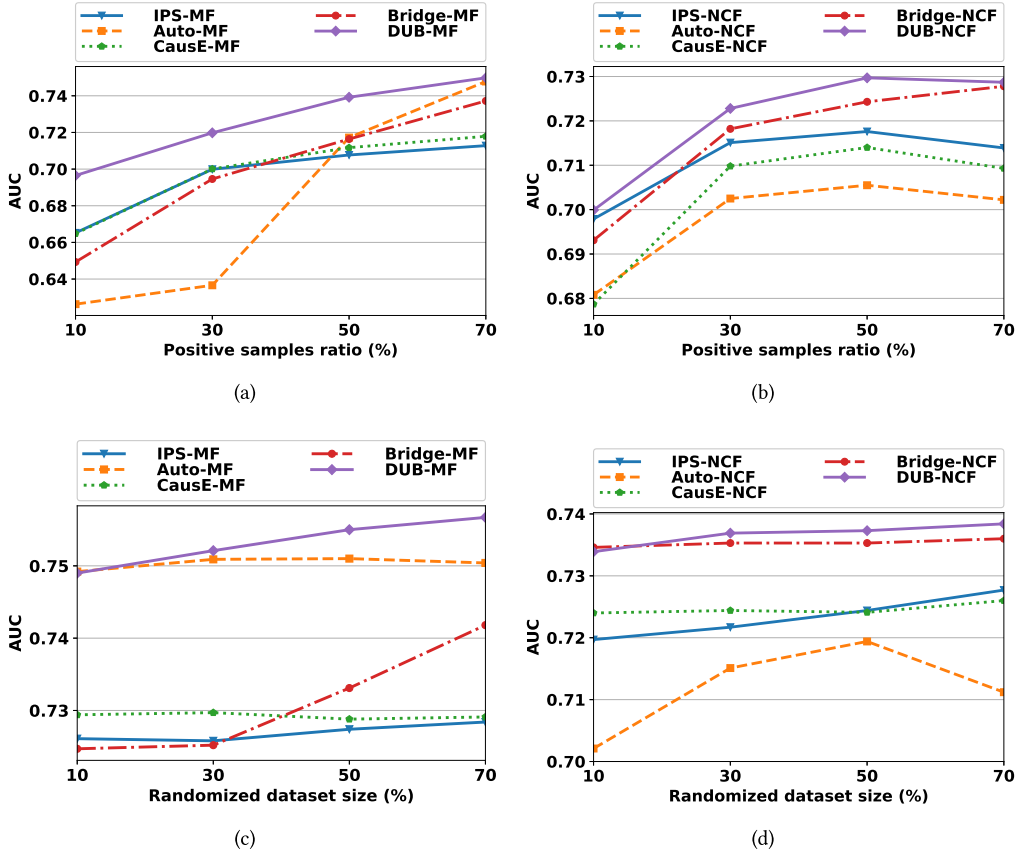 IPS-MF
Auto-MF
CausE-MF
Bridge-MF
DUB-MF
0.74
0.72
0.70
0.68
0.66
0.64
AUC
10 30 50 70
Positive samples ratio (%)
(a)
IPS-NCF
Auto-NCF
CausE-NCF
Bridge-NCF
DUB-NCF
0.73
0.72
0.71
0.70
0.69
0.68
AUC
10 30 50 70
Positive samples ratio (%)
(b)
IPS-MF
Auto-MF
CausE-MF
Bridge-MF
DUB-MF
0.75
0.74
0.73
AUC
10 30 50 70
Randomized dataset size (%)
(c)
IPS-NCF
Auto-NCF
CausE-NCF
Bridge-NCF
DUB-NCF
0.74
0.73
0.72
0.71
0.70
AUC
10 30 50 70
Randomized dataset size (%)
(d)